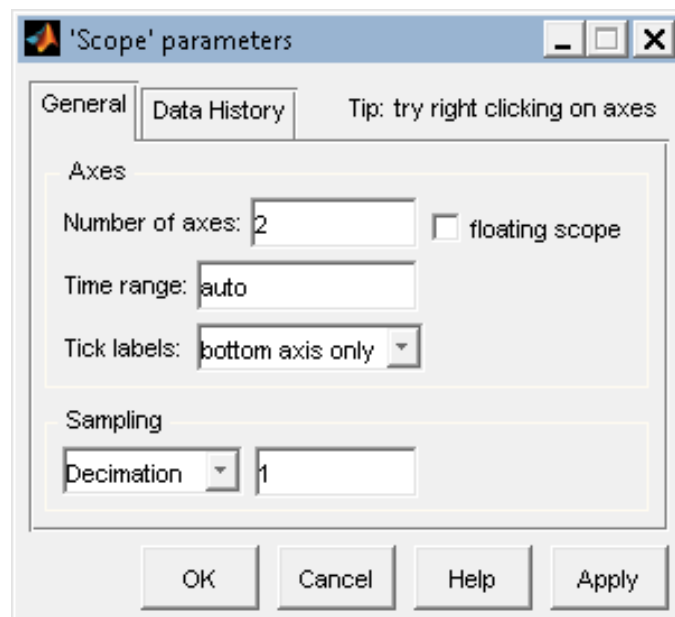 'Scope' parameters
General Data History Tip: try right clicking on axes
Axes
Number of axes: 2 floating scope
Time range: auto
Tick labels: bottom axis only
Sampling
Decimation 1
OK Cancel Help Apply